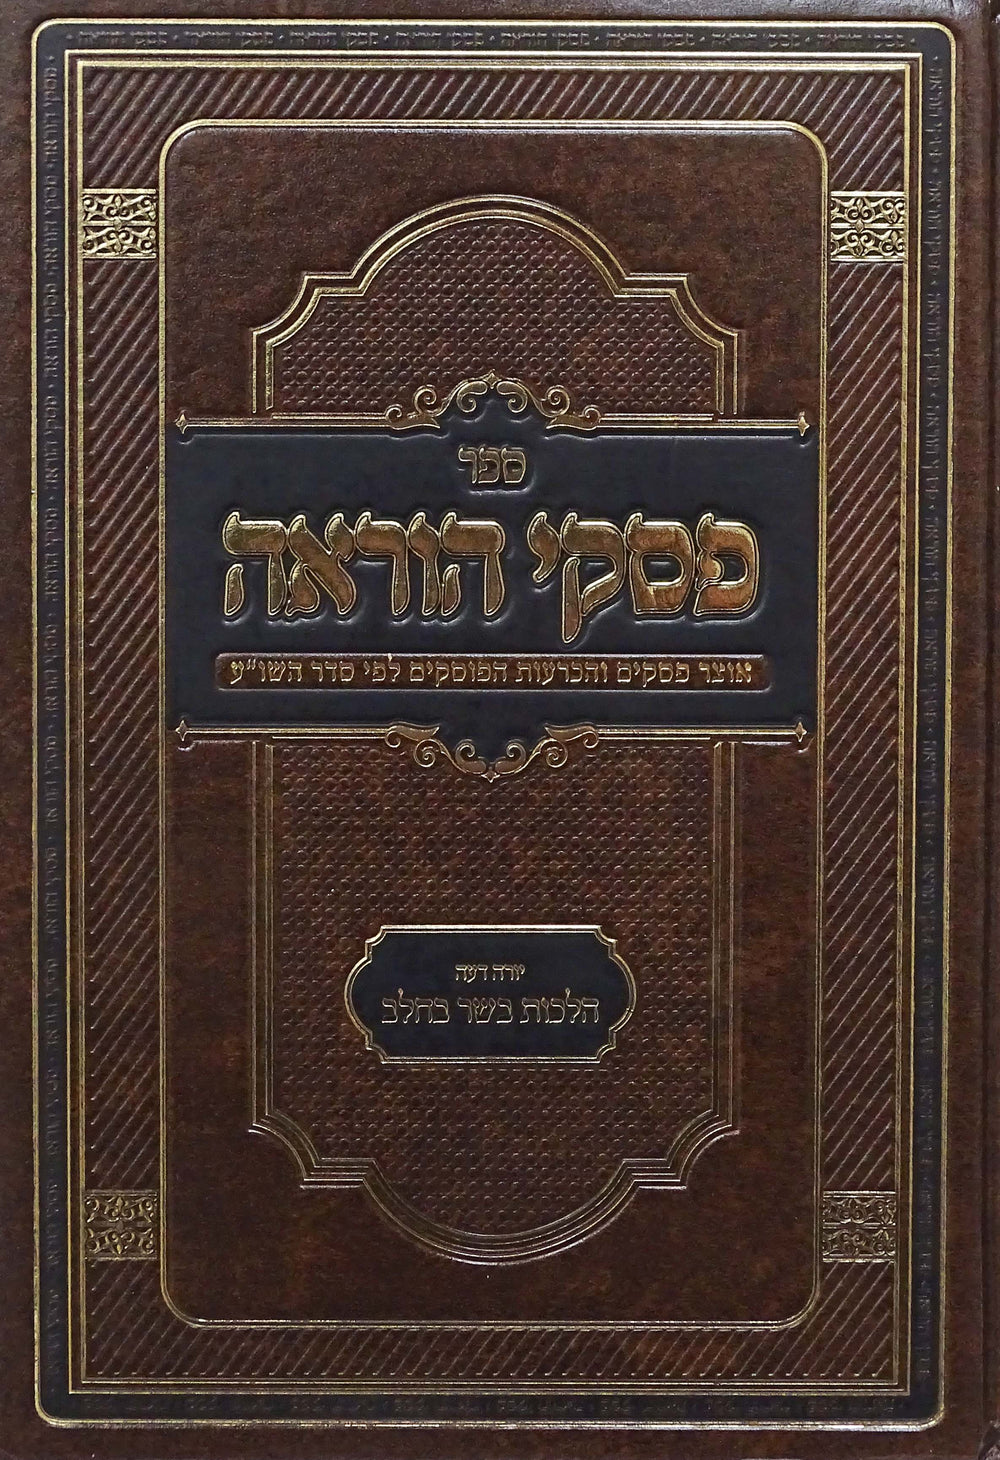 ספר
פסקי הוראה
אוצר פסקים והכרעות הפוסקים לפי סדר השו"ע
יורה דעה
הלכות בשר בחלב